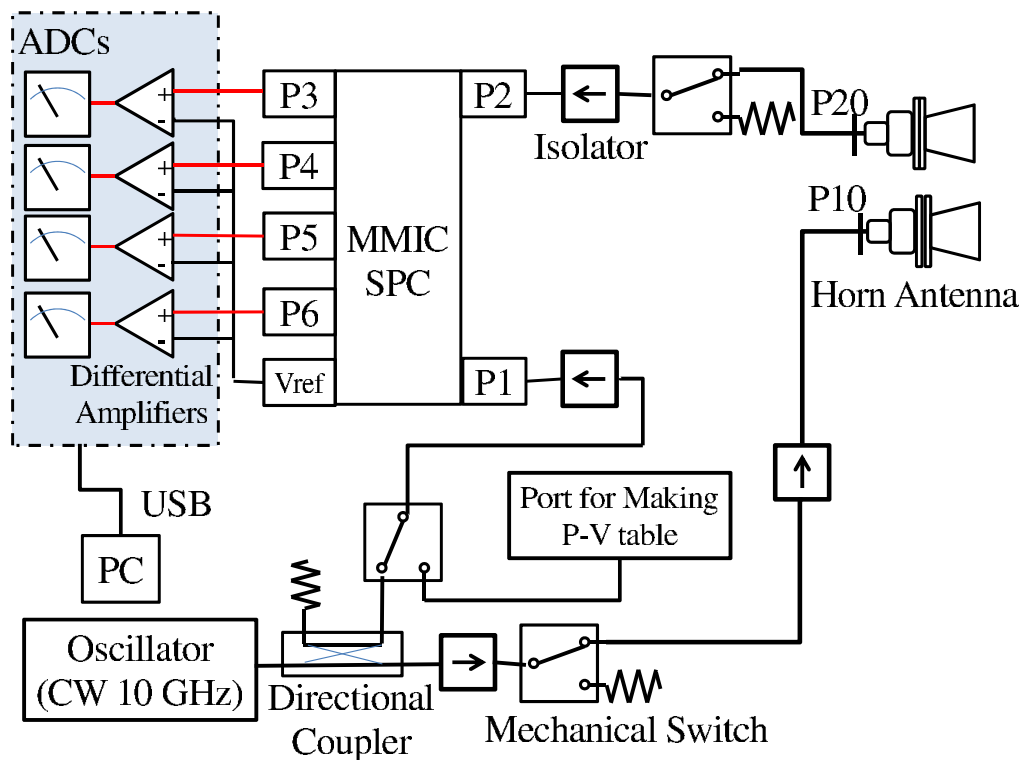 ADCs
P3
P2
P20
Isolator
P4
P10
P5
MMIC
SPC
Horn Antenna
P6
+
-
+
-
+
-
+
-
Differential
Amplifiers
Vref
P1
Port for Making
P-V table
USB
PC
Oscillator
(CW 10 GHz)
Directional
Coupler
Mechanical Switch